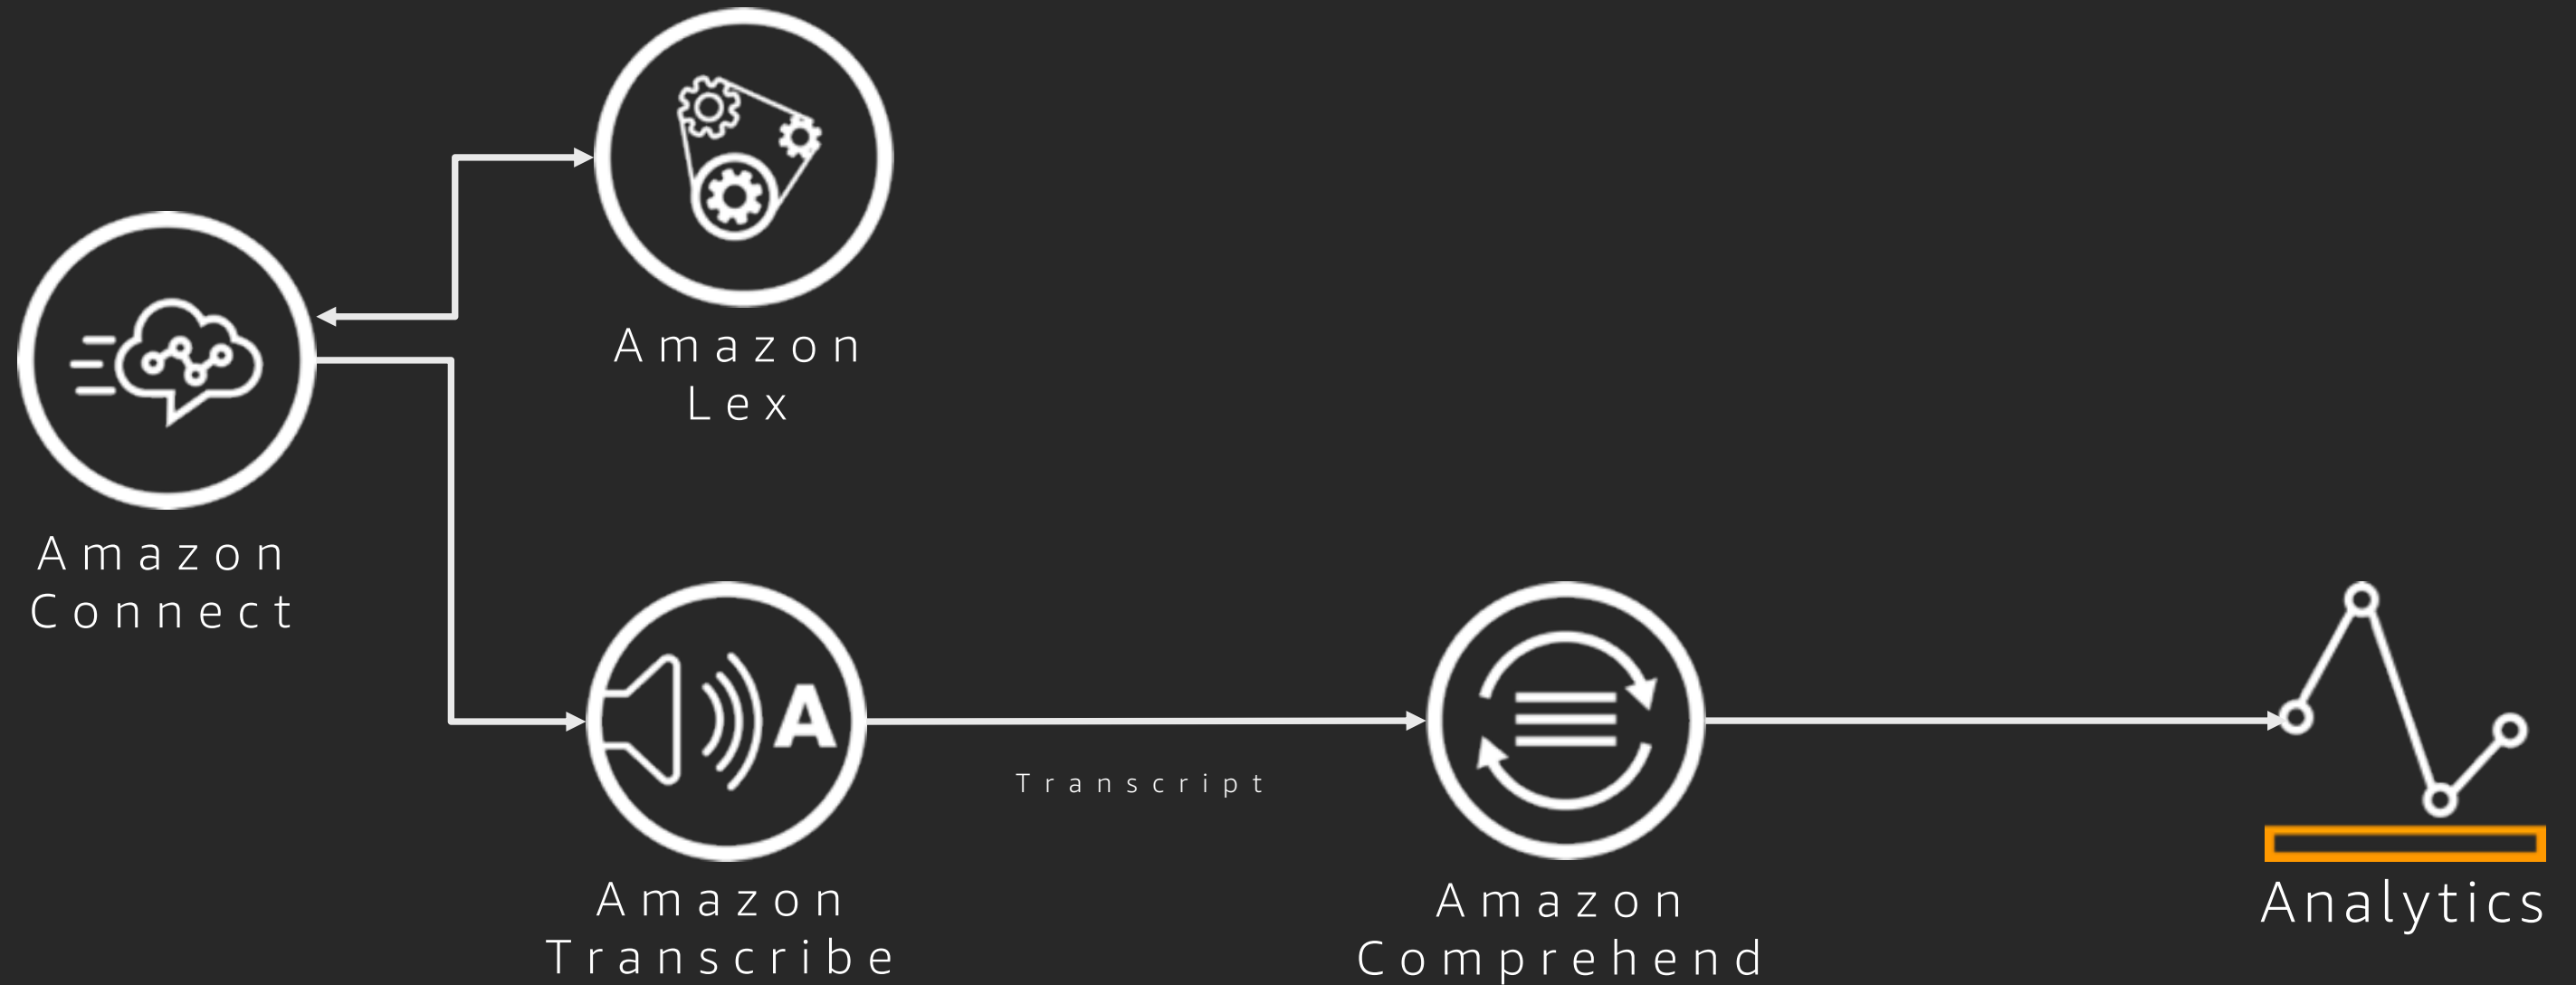 Amazon
Lex
Amazon
Connect
A
Transcript
Amazon
Transcribe
Amazon
Comprehend
Analytics